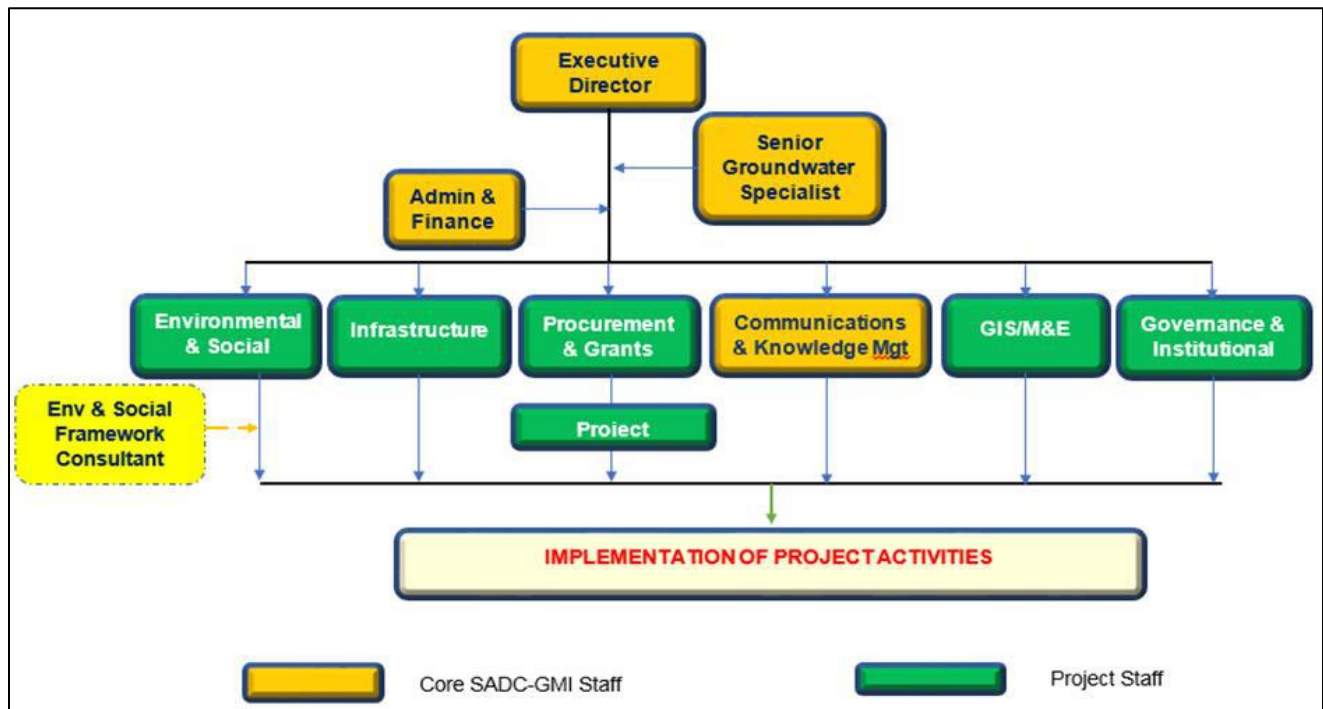 Executive
Director
Senior
Groundwater
Specialist
Admin &
Finance
Environmental
& Social
Infrastructure
Procurement
& Grants
Communications
& Knowledge Mgt
GIS/M&E
Governance &
Institutional
Env & Social
Framework
Consultant
Project
IMPLEMENTATION OF PROJECT ACTIVITIES
Core SADC-GMI Staff
Project Staff